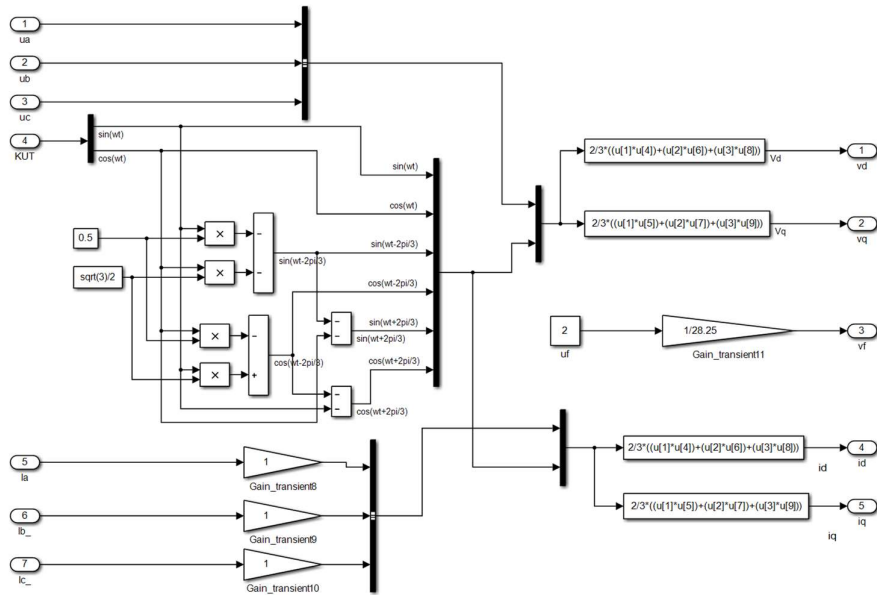 1
ua
2
ub
3
uc
4
KUT
sin(wt)
cos(wt)
sin(wt)
cos(wt)
0.5
×
−
sqrt(3)/2
×
−
sin(wt-2pi/3)
sin(wt-2pi/3)
cos(wt-2pi/3)
×
−
×
+
cos(wt-2pi/3)
−
−
sin(wt+2pi/3)
sin(wt+2pi/3)
−
−
cos(wt+2pi/3)
cos(wt+2pi/3)
2/3*((u[1]*u[4])+(u[2]*u[6])+(u[3]*u[8]))
Vd
1
vd
2/3*((u[1]*u[5])+(u[2]*u[7])+(u[3]*u[9]))
Vq
2
vq
2
uf
1/28.25
Gain_transient11
3
vf
5
Ia
1
Gain_transient8
6
Ib_
1
Gain_transient9
7
Ic_
1
Gain_transient10
2/3*((u[1]*u[4])+(u[2]*u[6])+(u[3]*u[8]))
id
4
id
2/3*((u[1]*u[5])+(u[2]*u[7])+(u[3]*u[9]))
iq
5
iq